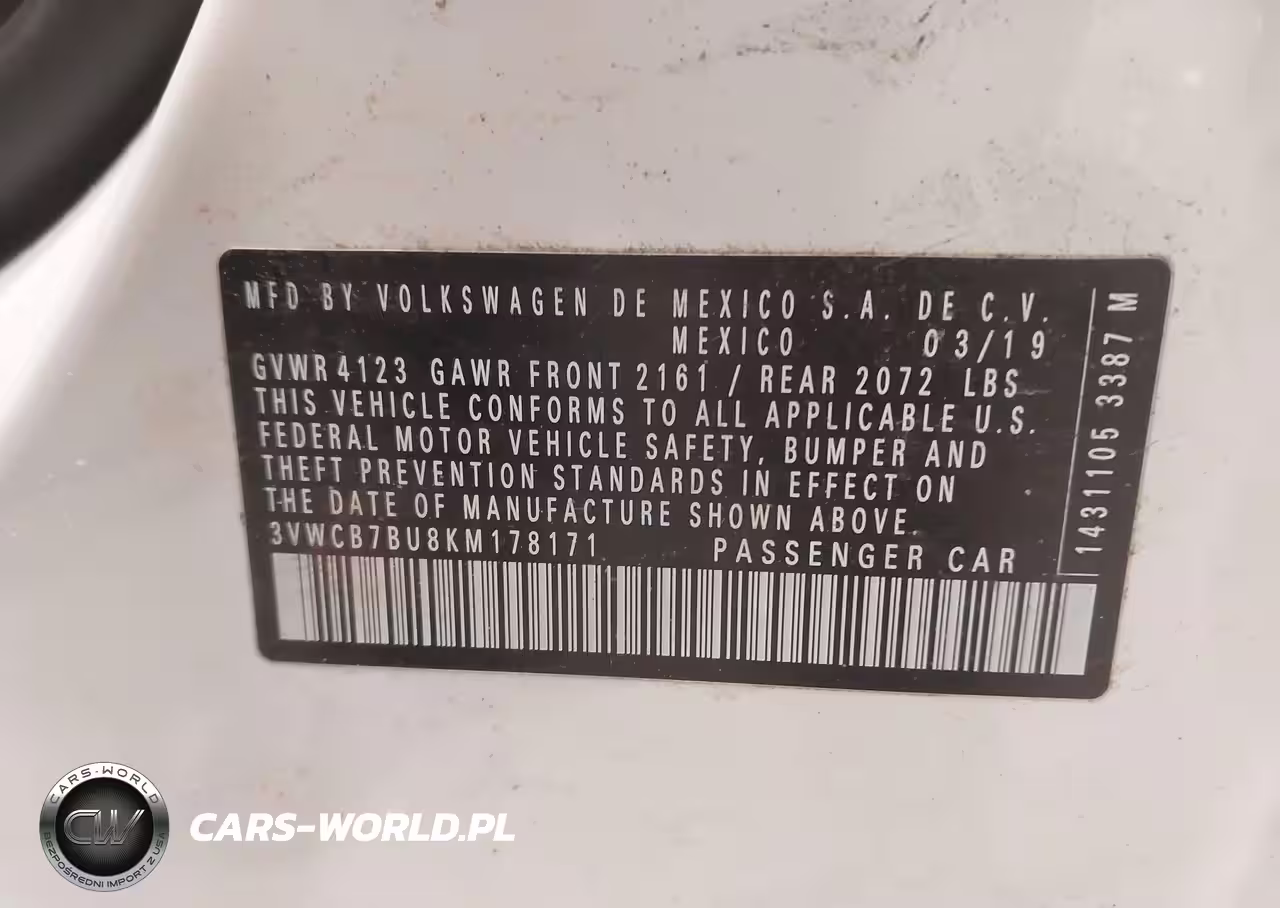 MFD BY VOLKSWAGEN DE MEXICO S.A. DE C.V.
MEXICO 03/19
GVWR 4123 GAWR FRONT 2161 / REAR 2072 LBS
THIS VEHICLE CONFORMS TO ALL APPLICABLE U.S.
FEDERAL MOTOR VEHICLE SAFETY, BUMPER AND
THEFT PREVENTION STANDARDS IN EFFECT ON
THE DATE OF MANUFACTURE SHOWN ABOVE.
3VWCB7BU8KM178171 PASSENGER CAR
1431105 3387 M
CARS-WORLD
CW
BEZPOŚREDNI IMPORT Z USA
CARS-WORLD.PL